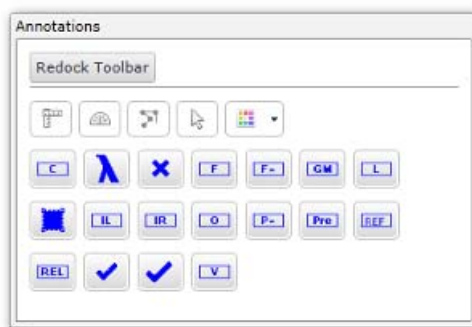 Annotations
Redock Toolbar
C λ F F- GM L
IL IR O P- Pre REF
REL V